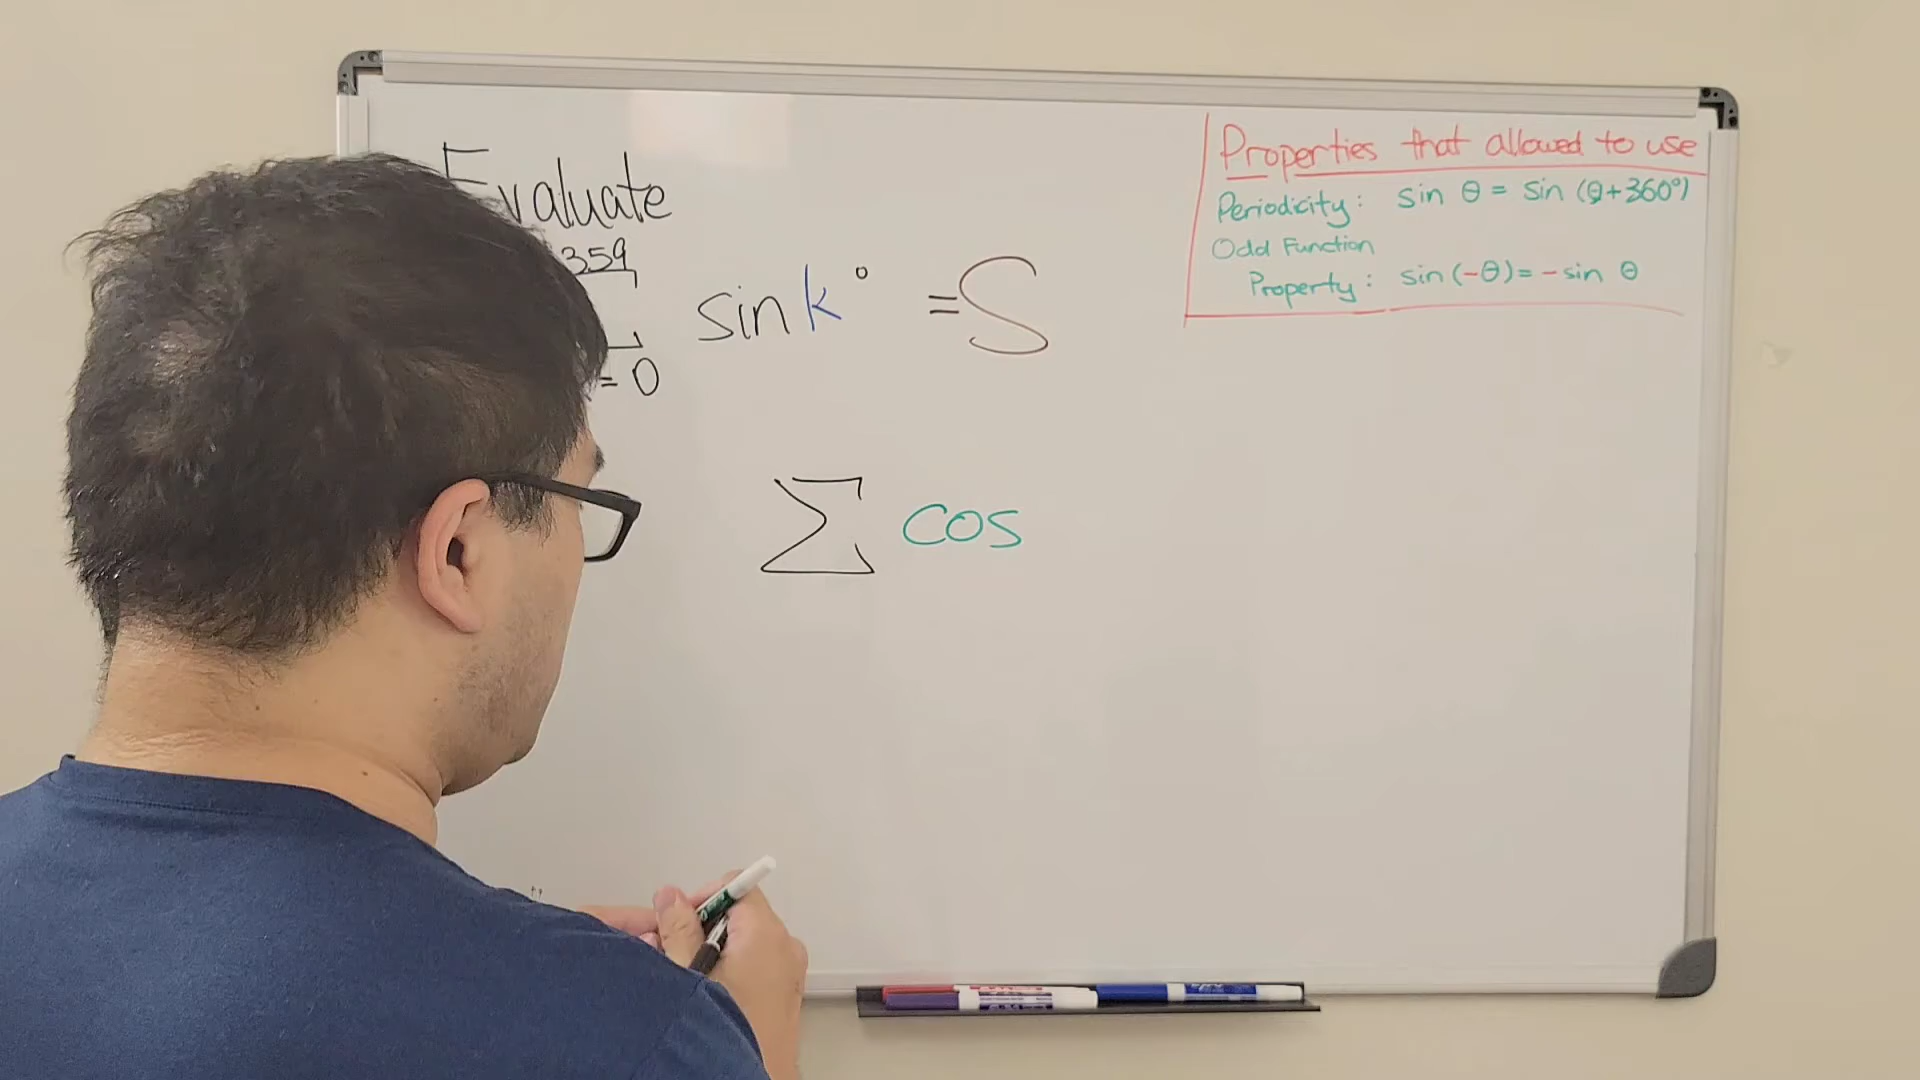 Evaluate
359
sin k° = S
= 0
Σ cos
Properties that allowed to use
Periodicity: sin θ = sin (θ+360°)
Odd Function
Property: sin (-θ) = - sin θ